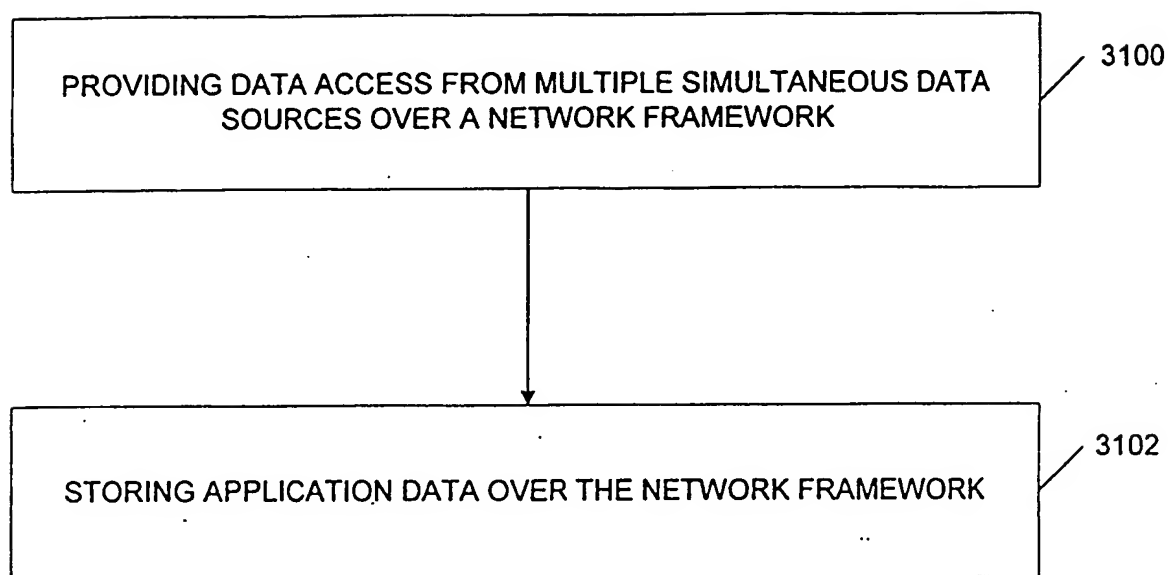 PROVIDING DATA ACCESS FROM MULTIPLE SIMULTANEOUS DATA
SOURCES OVER A NETWORK FRAMEWORK
3100
STORING APPLICATION DATA OVER THE NETWORK FRAMEWORK
3102